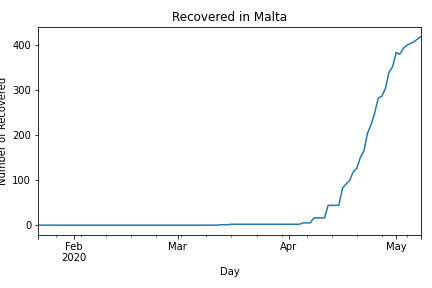 Recovered in Malta
Number of Recovered
400
300
200
100
0
Feb
2020
Mar
Apr
May
Day